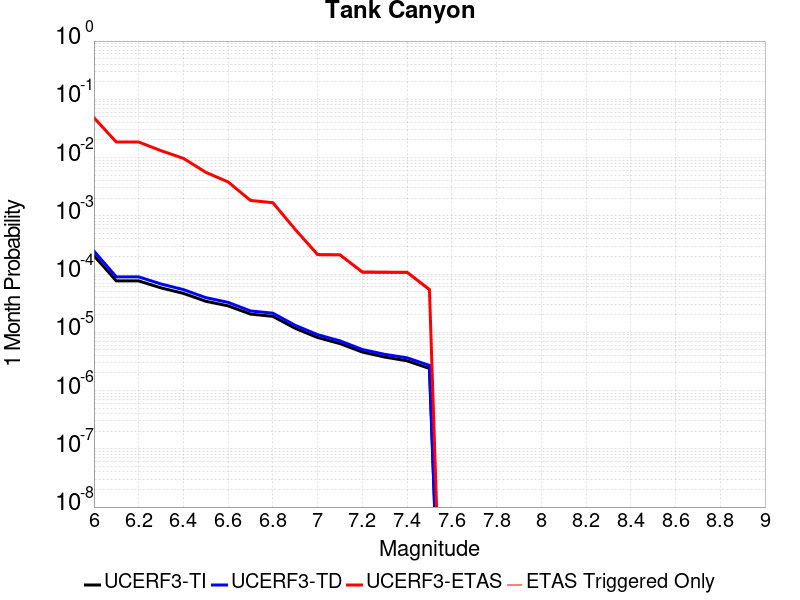 Tank Canyon
10^0
10^-1
10^-2
10^-3
10^-4
10^-5
10^-6
10^-7
10^-8
1 Month Probability
6 6.2 6.4 6.6 6.8 7 7.2 7.4 7.6 7.8 8 8.2 8.4 8.6 8.8 9
Magnitude
UCERF3-TI UCERF3-TD UCERF3-ETAS ETAS Triggered Only